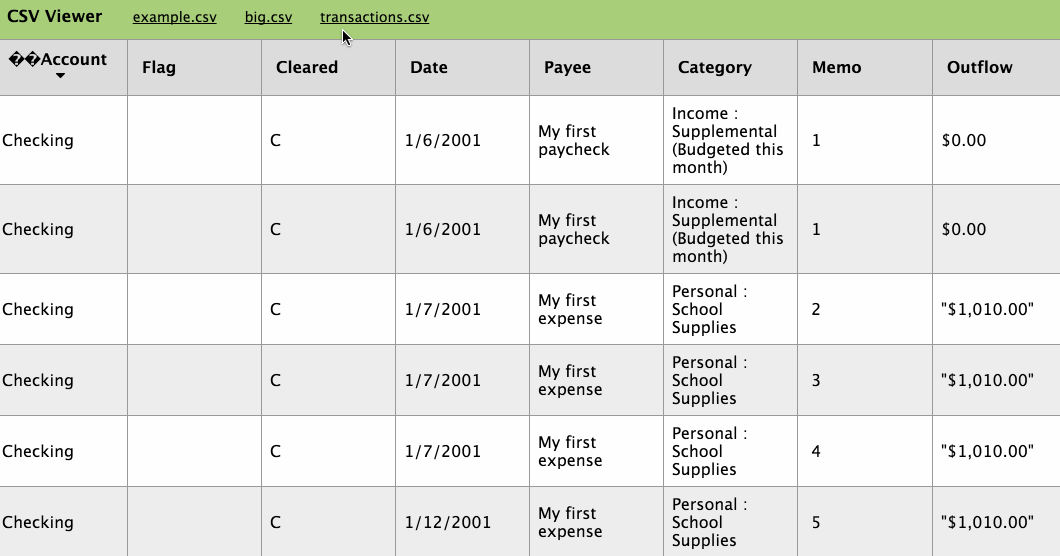 CSV Viewer example.csv big.csv transactions.csv
��Account Flag Cleared Date Payee Category Memo Outflow
Checking C 1/6/2001 My first paycheck Income : Supplemental (Budgeted this month) 1 $0.00
Checking C 1/6/2001 My first paycheck Income : Supplemental (Budgeted this month) 1 $0.00
Checking C 1/7/2001 My first expense Personal : School Supplies 2 "$1,010.00"
Checking C 1/7/2001 My first expense Personal : School Supplies 3 "$1,010.00"
Checking C 1/7/2001 My first expense Personal : School Supplies 4 "$1,010.00"
Checking C 1/12/2001 My first expense Personal : School Supplies 5 "$1,010.00"